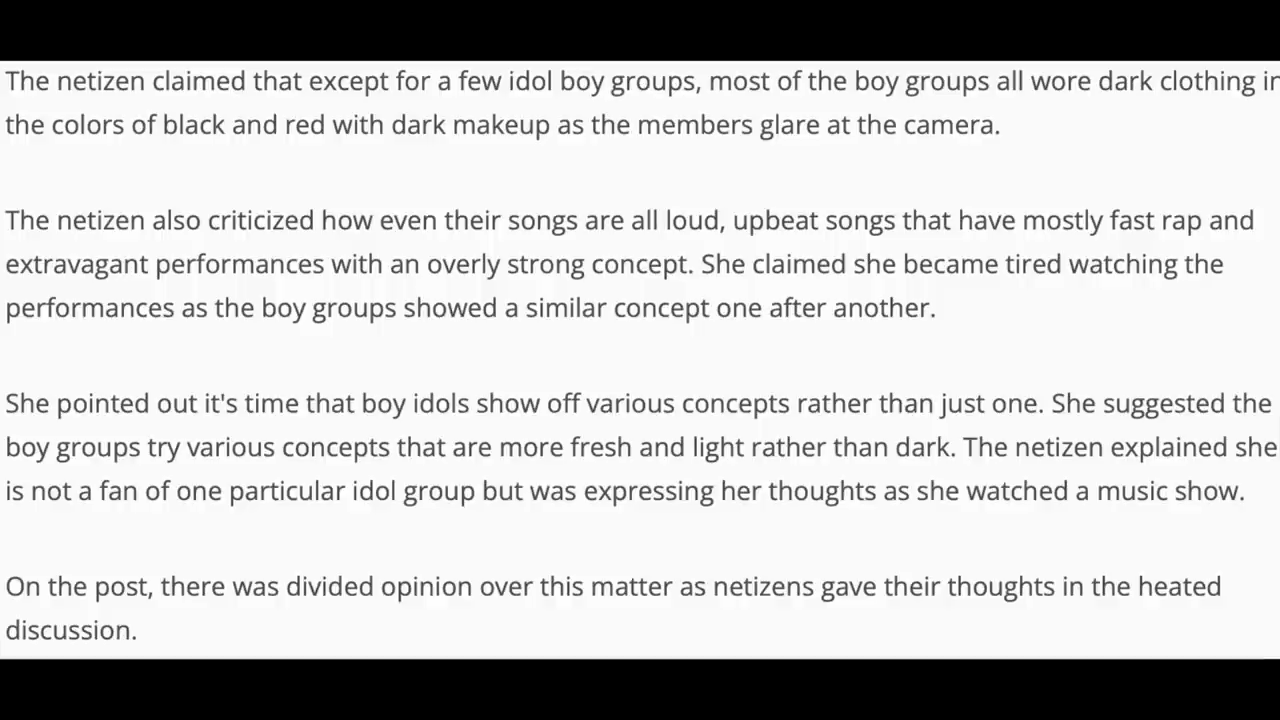 The netizen claimed that except for a few idol boy groups, most of the boy groups all wore dark clothing in
the colors of black and red with dark makeup as the members glare at the camera.
The netizen also criticized how even their songs are all loud, upbeat songs that have mostly fast rap and
extravagant performances with an overly strong concept. She claimed she became tired watching the
performances as the boy groups showed a similar concept one after another.
She pointed out it's time that boy idols show off various concepts rather than just one. She suggested the
boy groups try various concepts that are more fresh and light rather than dark. The netizen explained she
is not a fan of one particular idol group but was expressing her thoughts as she watched a music show.
On the post, there was divided opinion over this matter as netizens gave their thoughts in the heated
discussion.